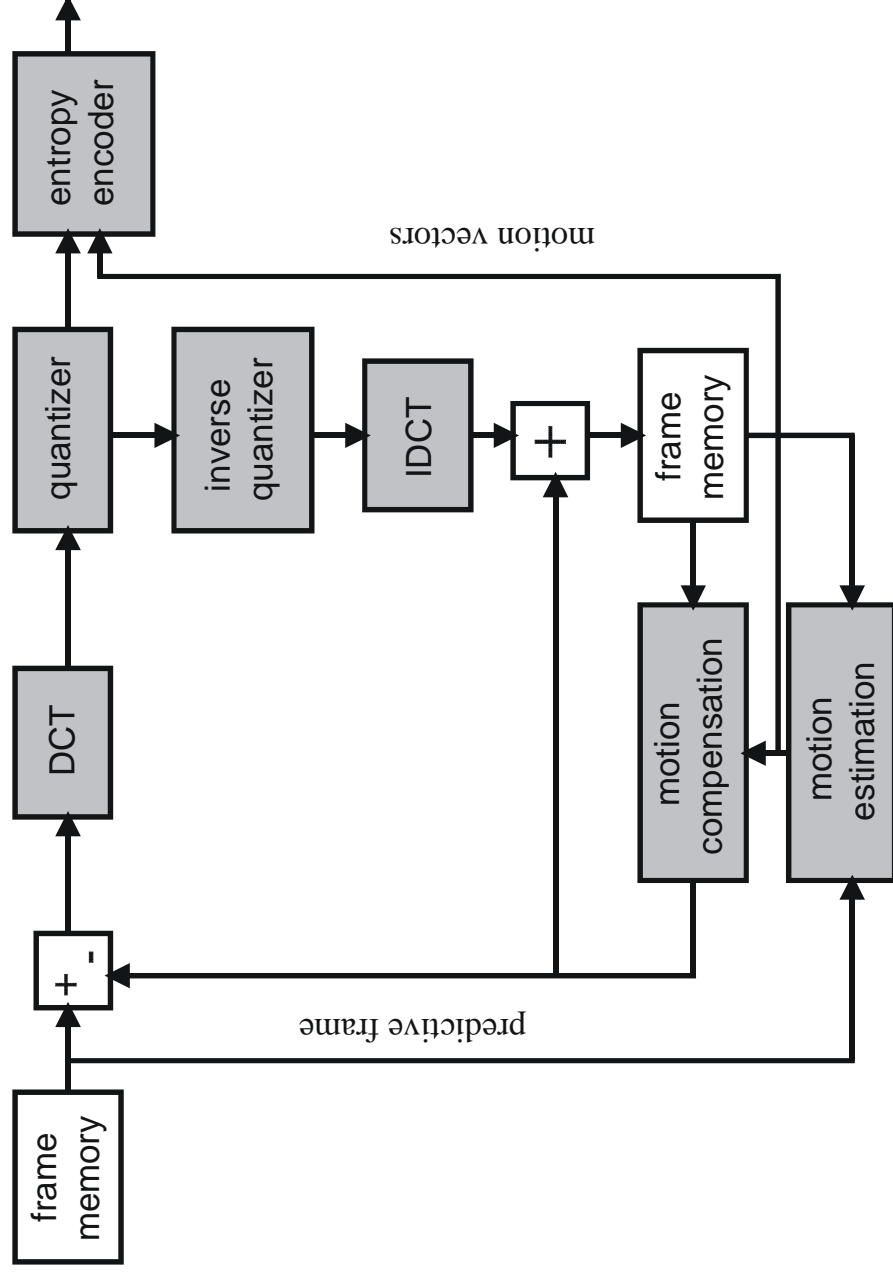 frame
memory
+ -
DCT
quantizer
entropy
encoder
inverse
quantizer
IDCT
+
frame
memory
motion
compensation
motion
estimation
predictive frame
motion vectors